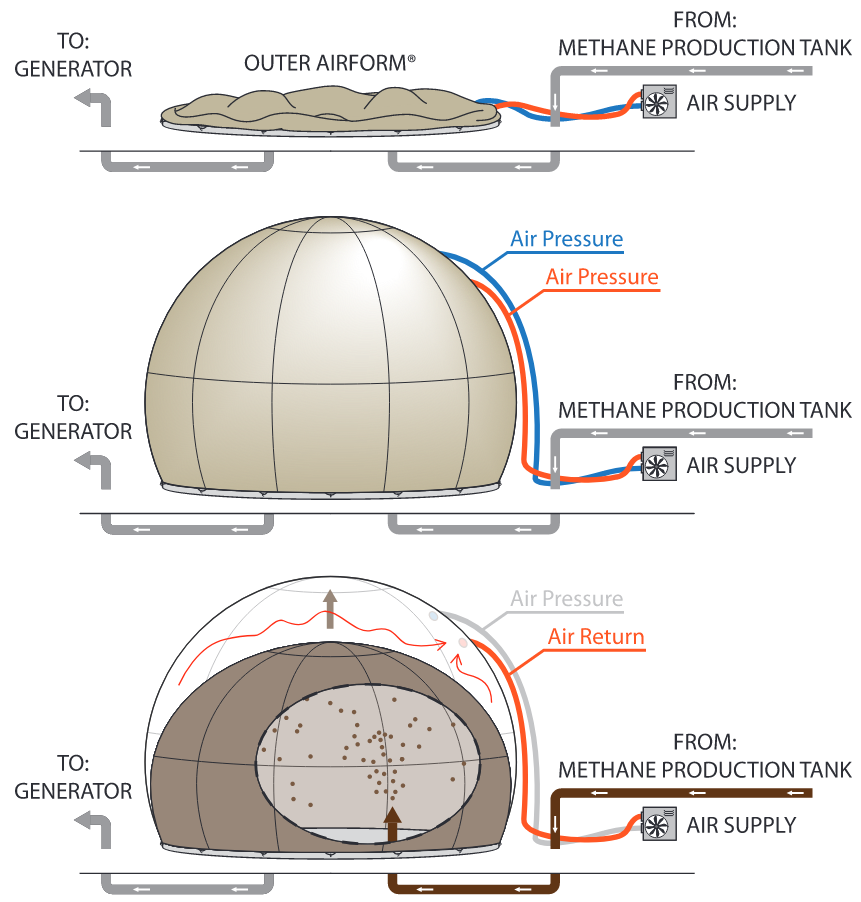 FROM:
METHANE PRODUCTION TANK
TO:
GENERATOR
OUTER AIRFORM®
AIR SUPPLY
Air Pressure
Air Pressure
FROM:
METHANE PRODUCTION TANK
TO:
GENERATOR
AIR SUPPLY
Air Pressure
Air Return
FROM:
METHANE PRODUCTION TANK
TO:
GENERATOR
AIR SUPPLY